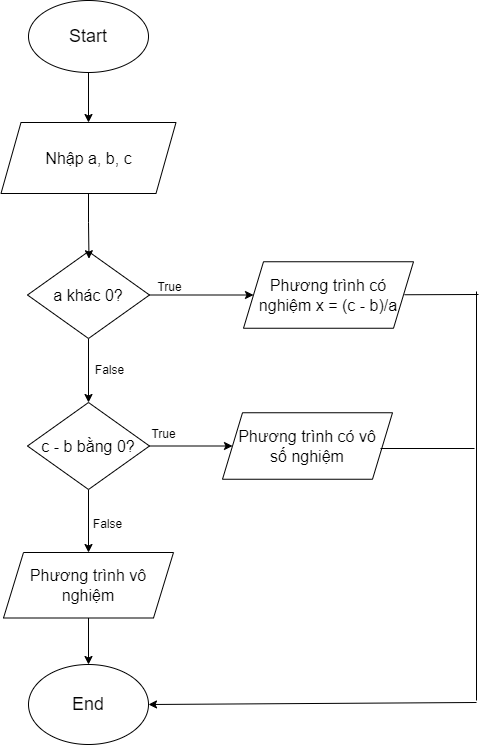 Start
Nhập a, b, c
a khác 0?
True
Phương trình có
nghiệm x = (c - b)/a
False
c - b bằng 0?
True
Phương trình có vô
số nghiệm
False
Phương trình vô
nghiệm
End